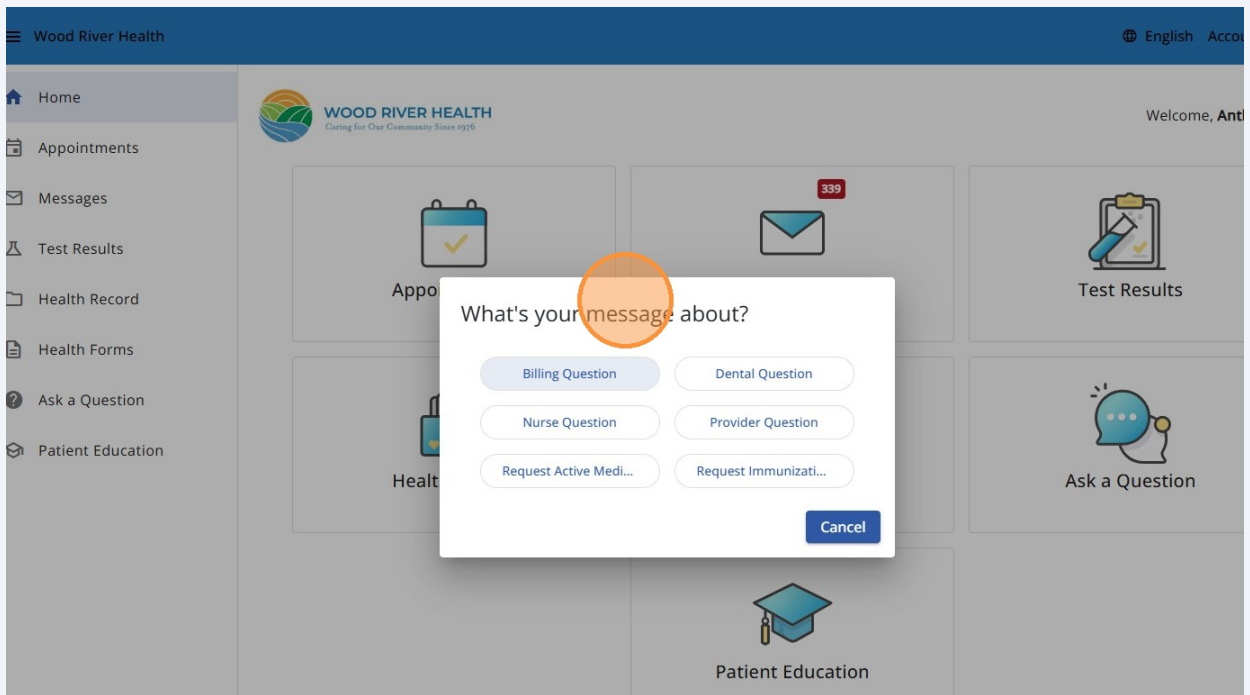 Wood River Health
English Accou
Home
Appointments
Messages
Test Results
Health Record
Health Forms
Ask a Question
Patient Education
WOOD RIVER HEALTH
Caring for Our Community Since 1976
Welcome, Antl
339
Appo
Test Results
What's your message about?
Billing Question
Dental Question
Nurse Question
Provider Question
Request Active Medi...
Request Immunizati...
Cancel
Healt
Ask a Question
Patient Education